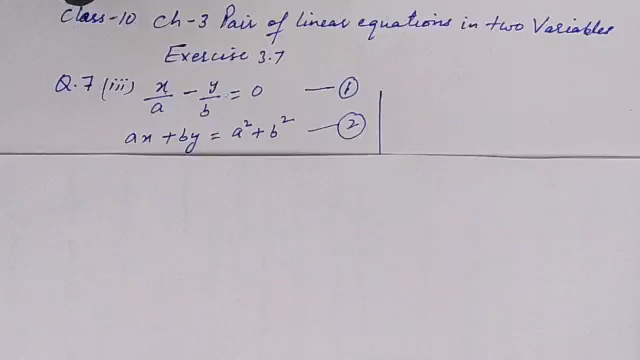 Class-10 Ch-3 Pair of linear equations in two Variables
Exercise 3.7
Q.7 (iii) x/a - y/b = 0 — ①
ax + by = a² + b² — ②